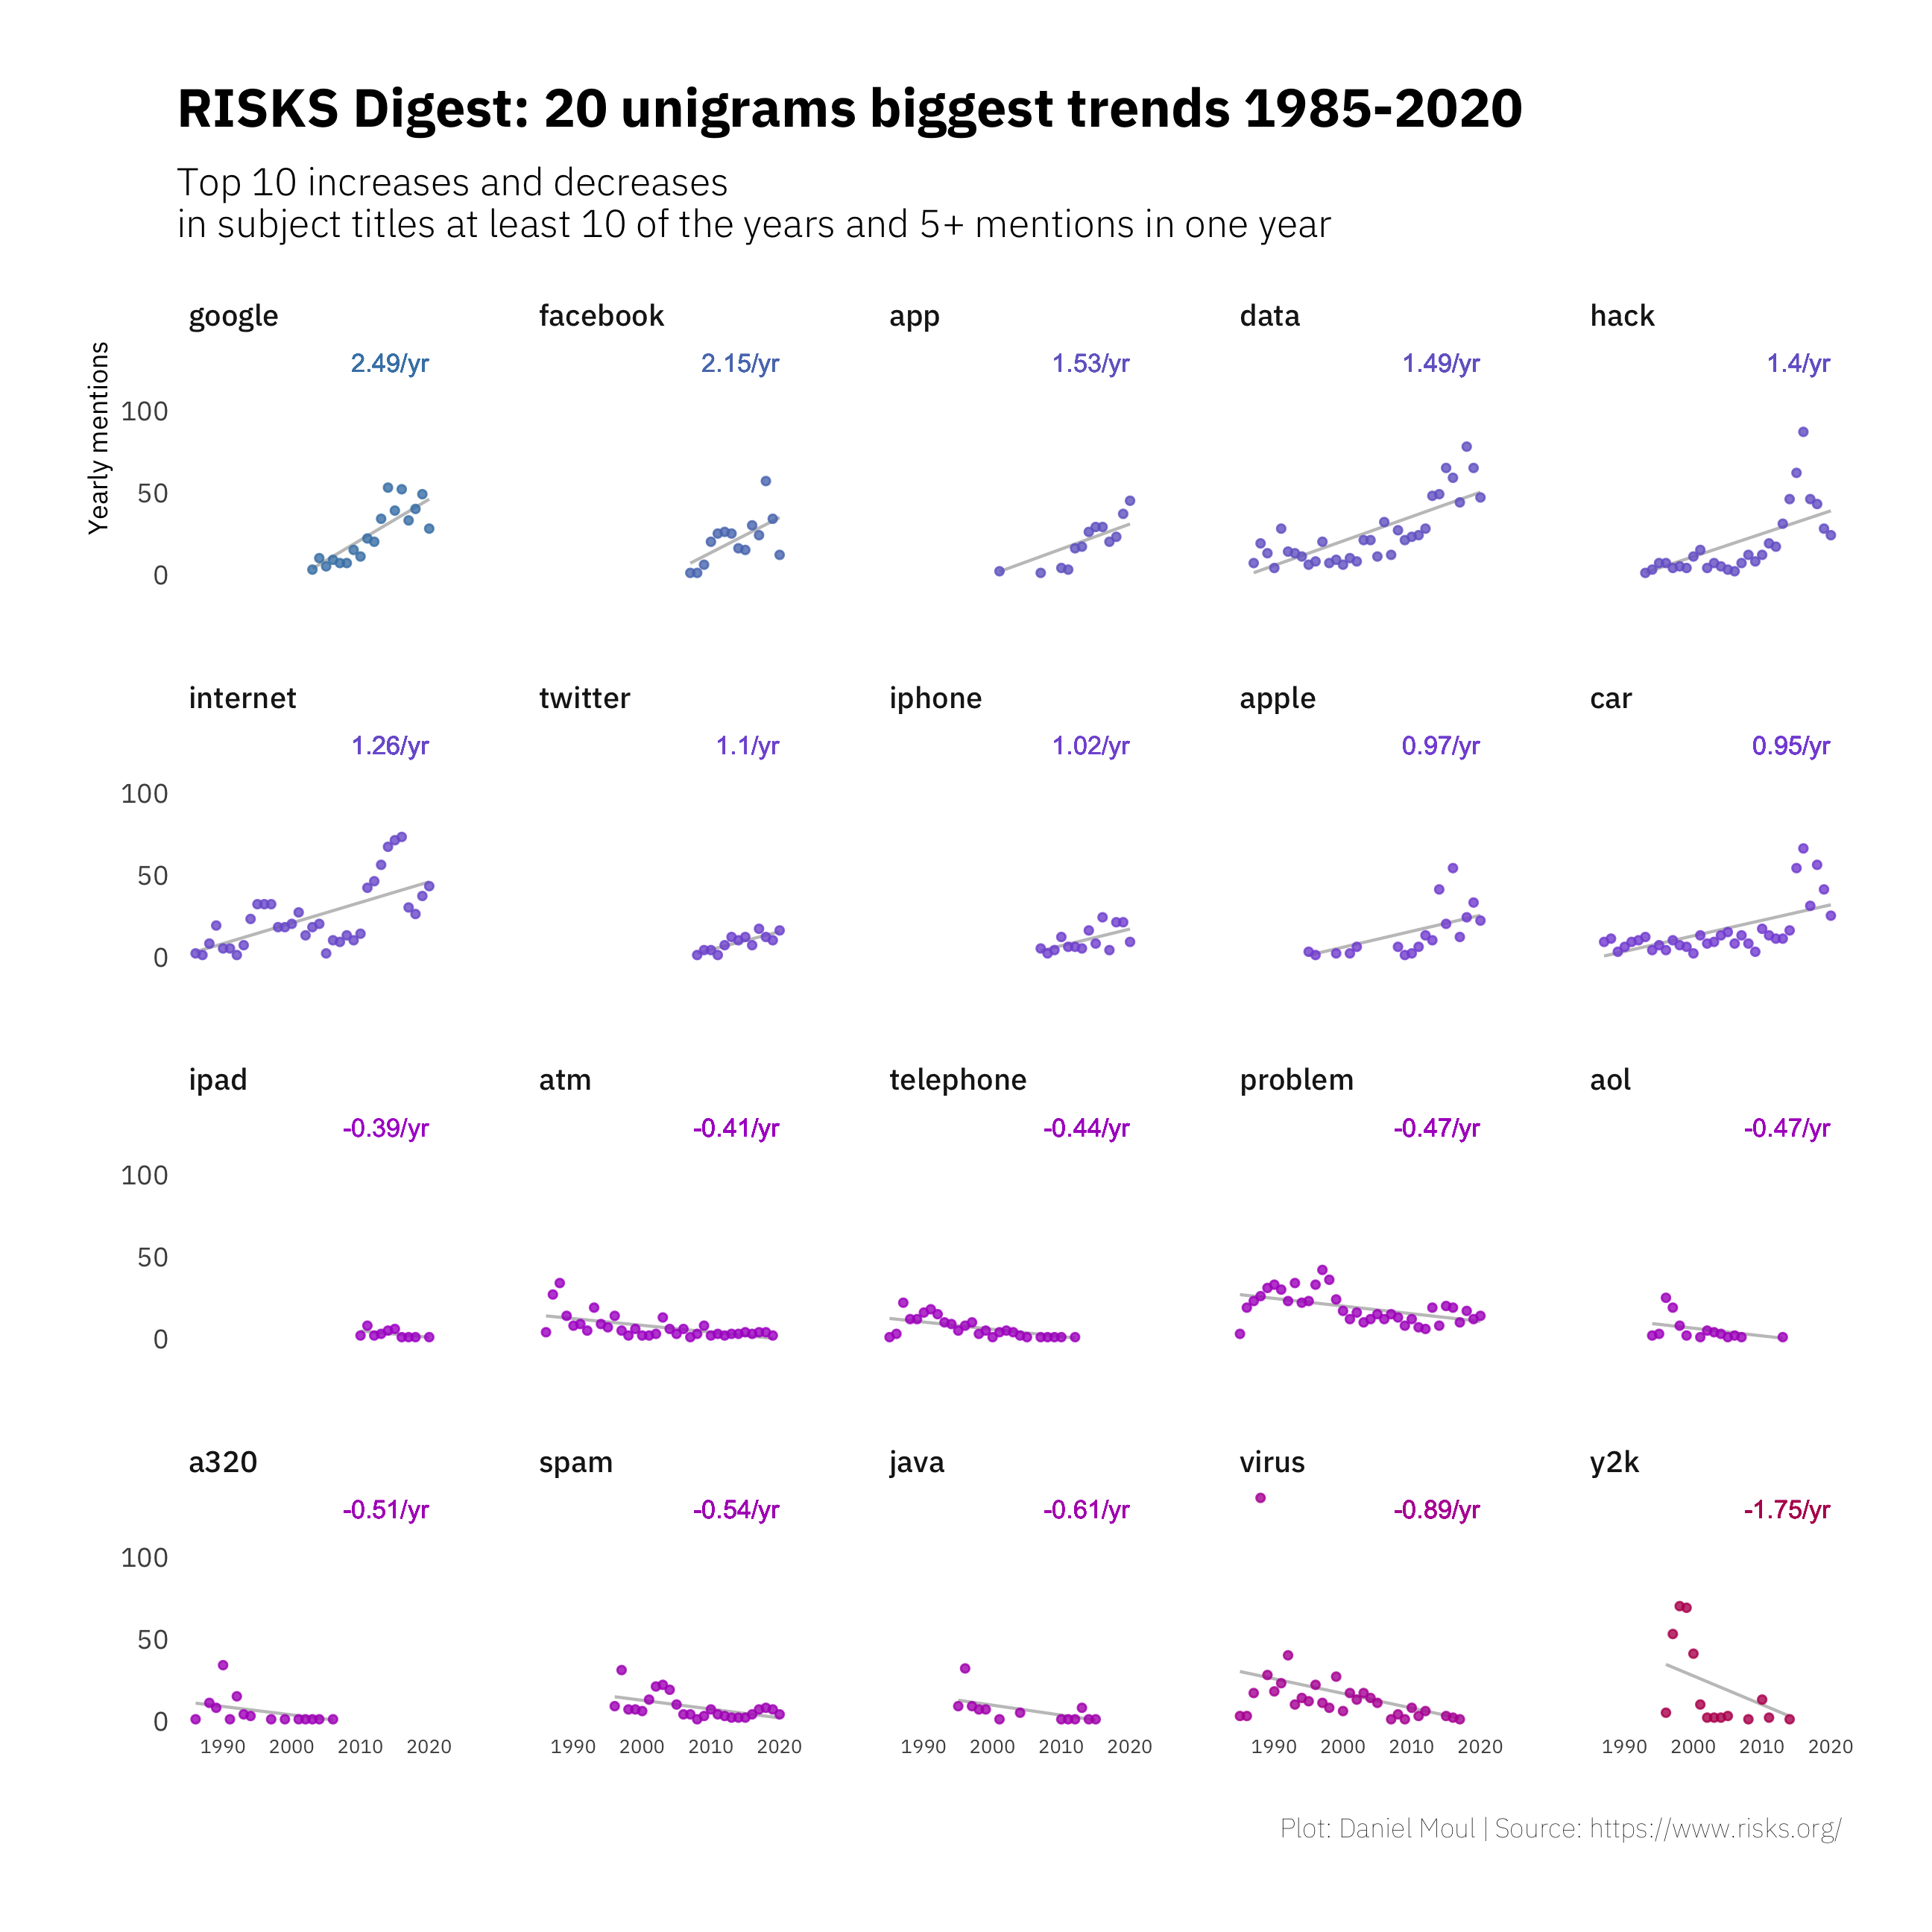 RISKS Digest: 20 unigrams biggest trends 1985-2020
Top 10 increases and decreases
in subject titles at least 10 of the years and 5+ mentions in one year
google facebook app data hack
2.49/yr 2.15/yr 1.53/yr 1.49/yr 1.4/yr
Yearly mentions
100
50
0
internet twitter iphone apple car
1.26/yr 1.1/yr 1.02/yr 0.97/yr 0.95/yr
100
50
0
ipad atm telephone problem aol
-0.39/yr -0.41/yr -0.44/yr -0.47/yr -0.47/yr
100
50
0
a320 spam java virus y2k
-0.51/yr -0.54/yr -0.61/yr -0.89/yr -1.75/yr
100
50
0
1990 2000 2010 2020 1990 2000 2010 2020 1990 2000 2010 2020 1990 2000 2010 2020 1990 2000 2010 2020
Plot: Daniel Moul | Source: https://www.risks.org/